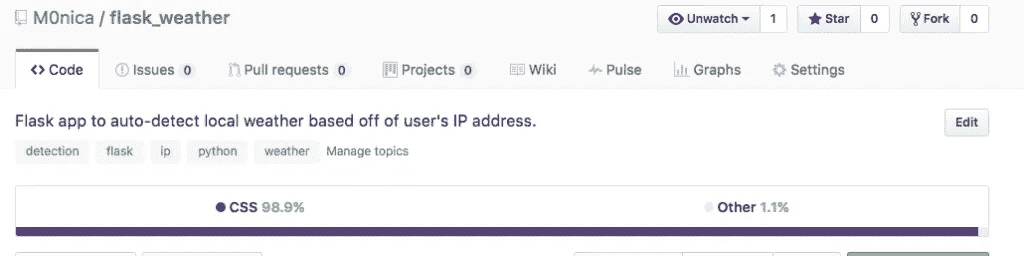 M0nica / flask_weather Unwatch 1 Star 0 Fork 0
Code Issues 0 Pull requests 0 Projects 0 Wiki Pulse Graphs Settings
Flask app to auto-detect local weather based off of user's IP address. Edit
detection flask ip python weather Manage topics
CSS 98.9% Other 1.1%